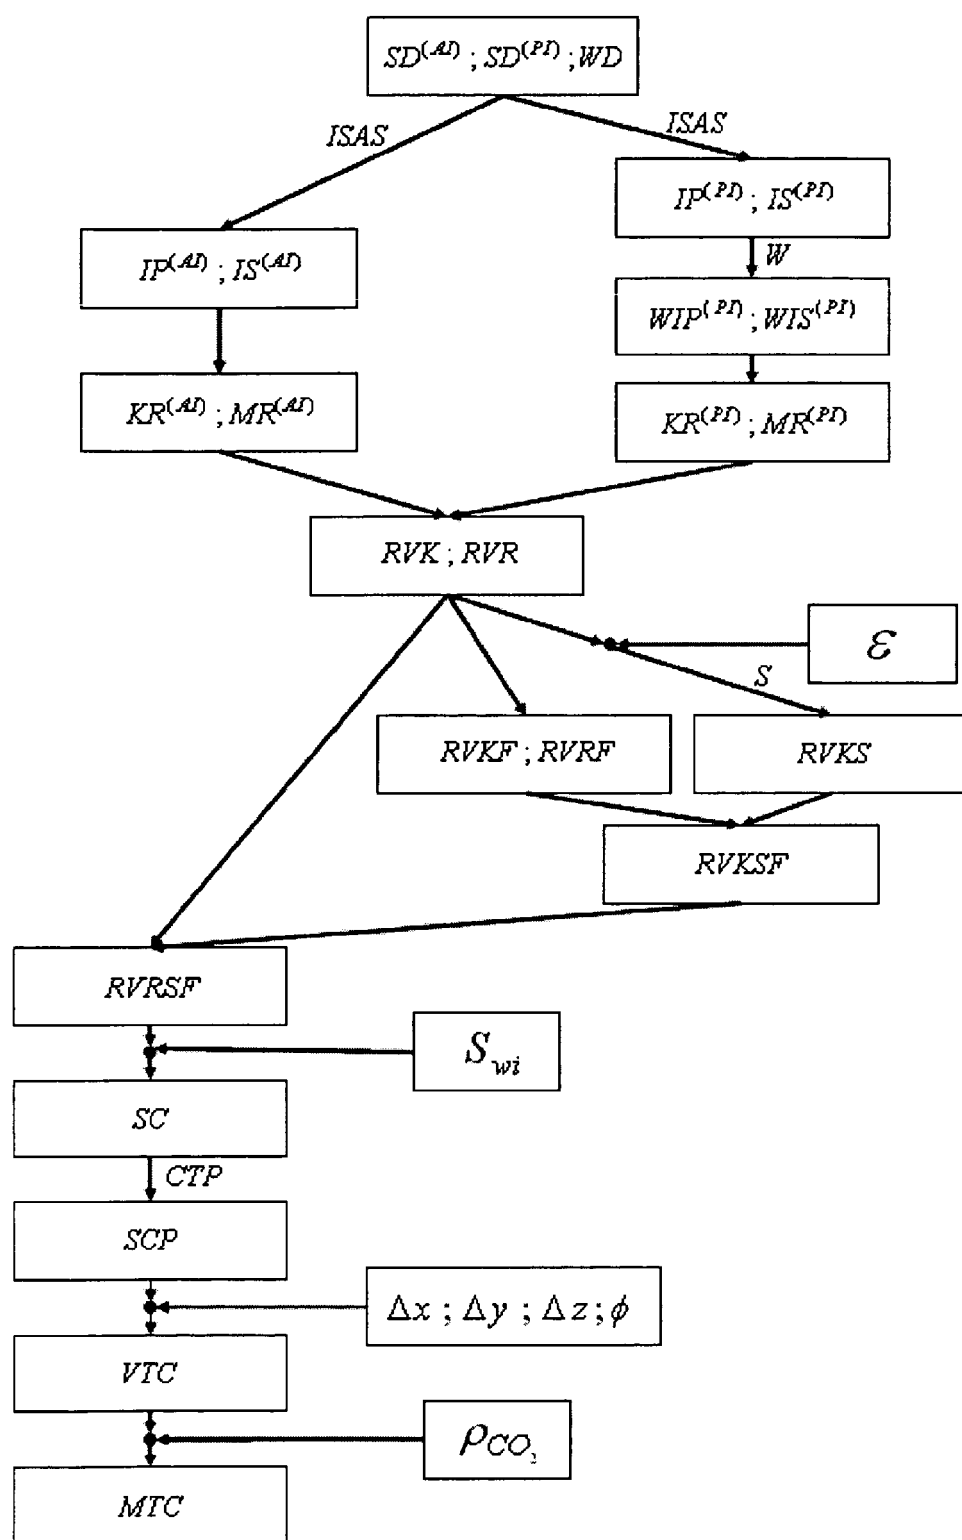 SD(AI) ; SD(PI) ; WD
ISAS
ISAS
IP(PI) ; IS(PI)
W
IP(AI) ; IS(AI)
WIP(PI) ; WIS(PI)
KR(AI) ; MR(AI)
KR(PI) ; MR(PI)
RVK ; RVR
ε
S
RVKF ; RVRF
RVKS
RVKSF
RVRSF
Swi
SC
CTP
SCP
Δx ; Δy ; Δz ; ϕ
VTC
ρCO2
MTC